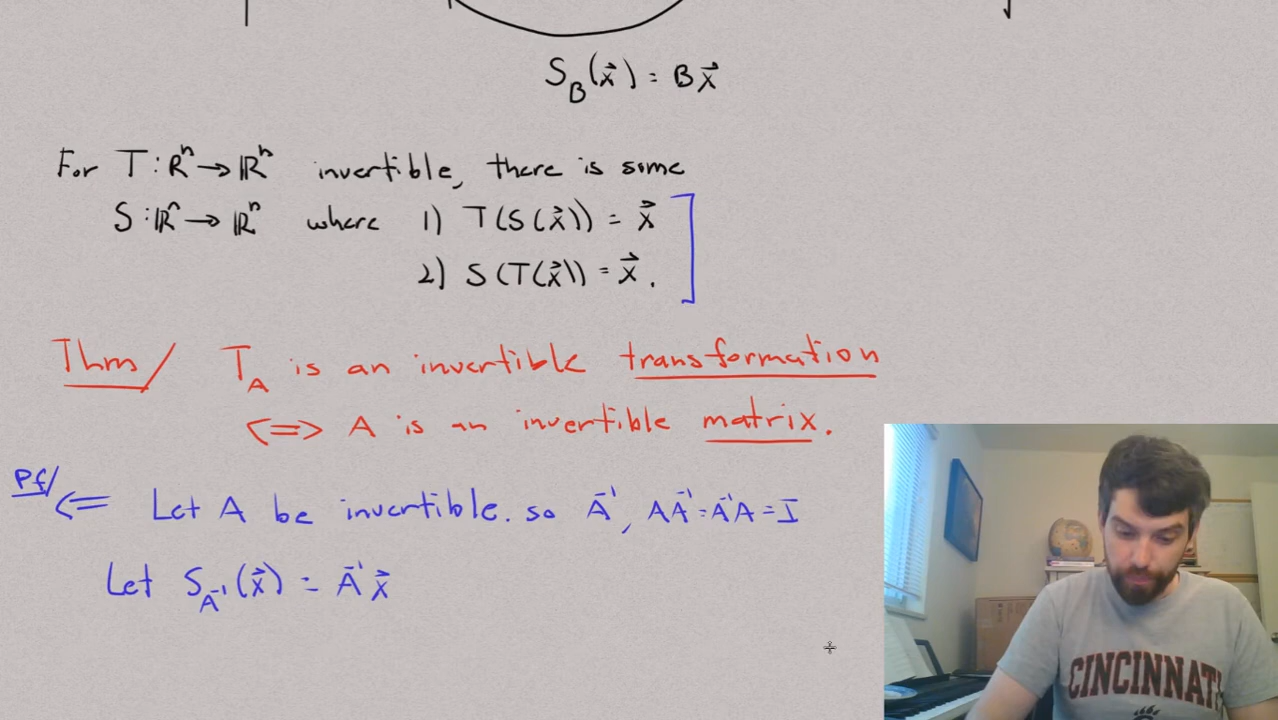 S_B(x⃗) = Bx⃗
For T : ℝⁿ → ℝⁿ invertible, there is some
S : ℝⁿ → ℝⁿ where 1) T(S(x⃗)) = x⃗
2) S(T(x⃗)) = x⃗.
Thm/ T_A is an invertible transformation
<=> A is an invertible matrix.
Pf/
<= Let A be invertible. so A⁻¹, AA⁻¹ = A⁻¹A = I
Let S_A⁻¹(x⃗) = A⁻¹x⃗
CINCINNATI